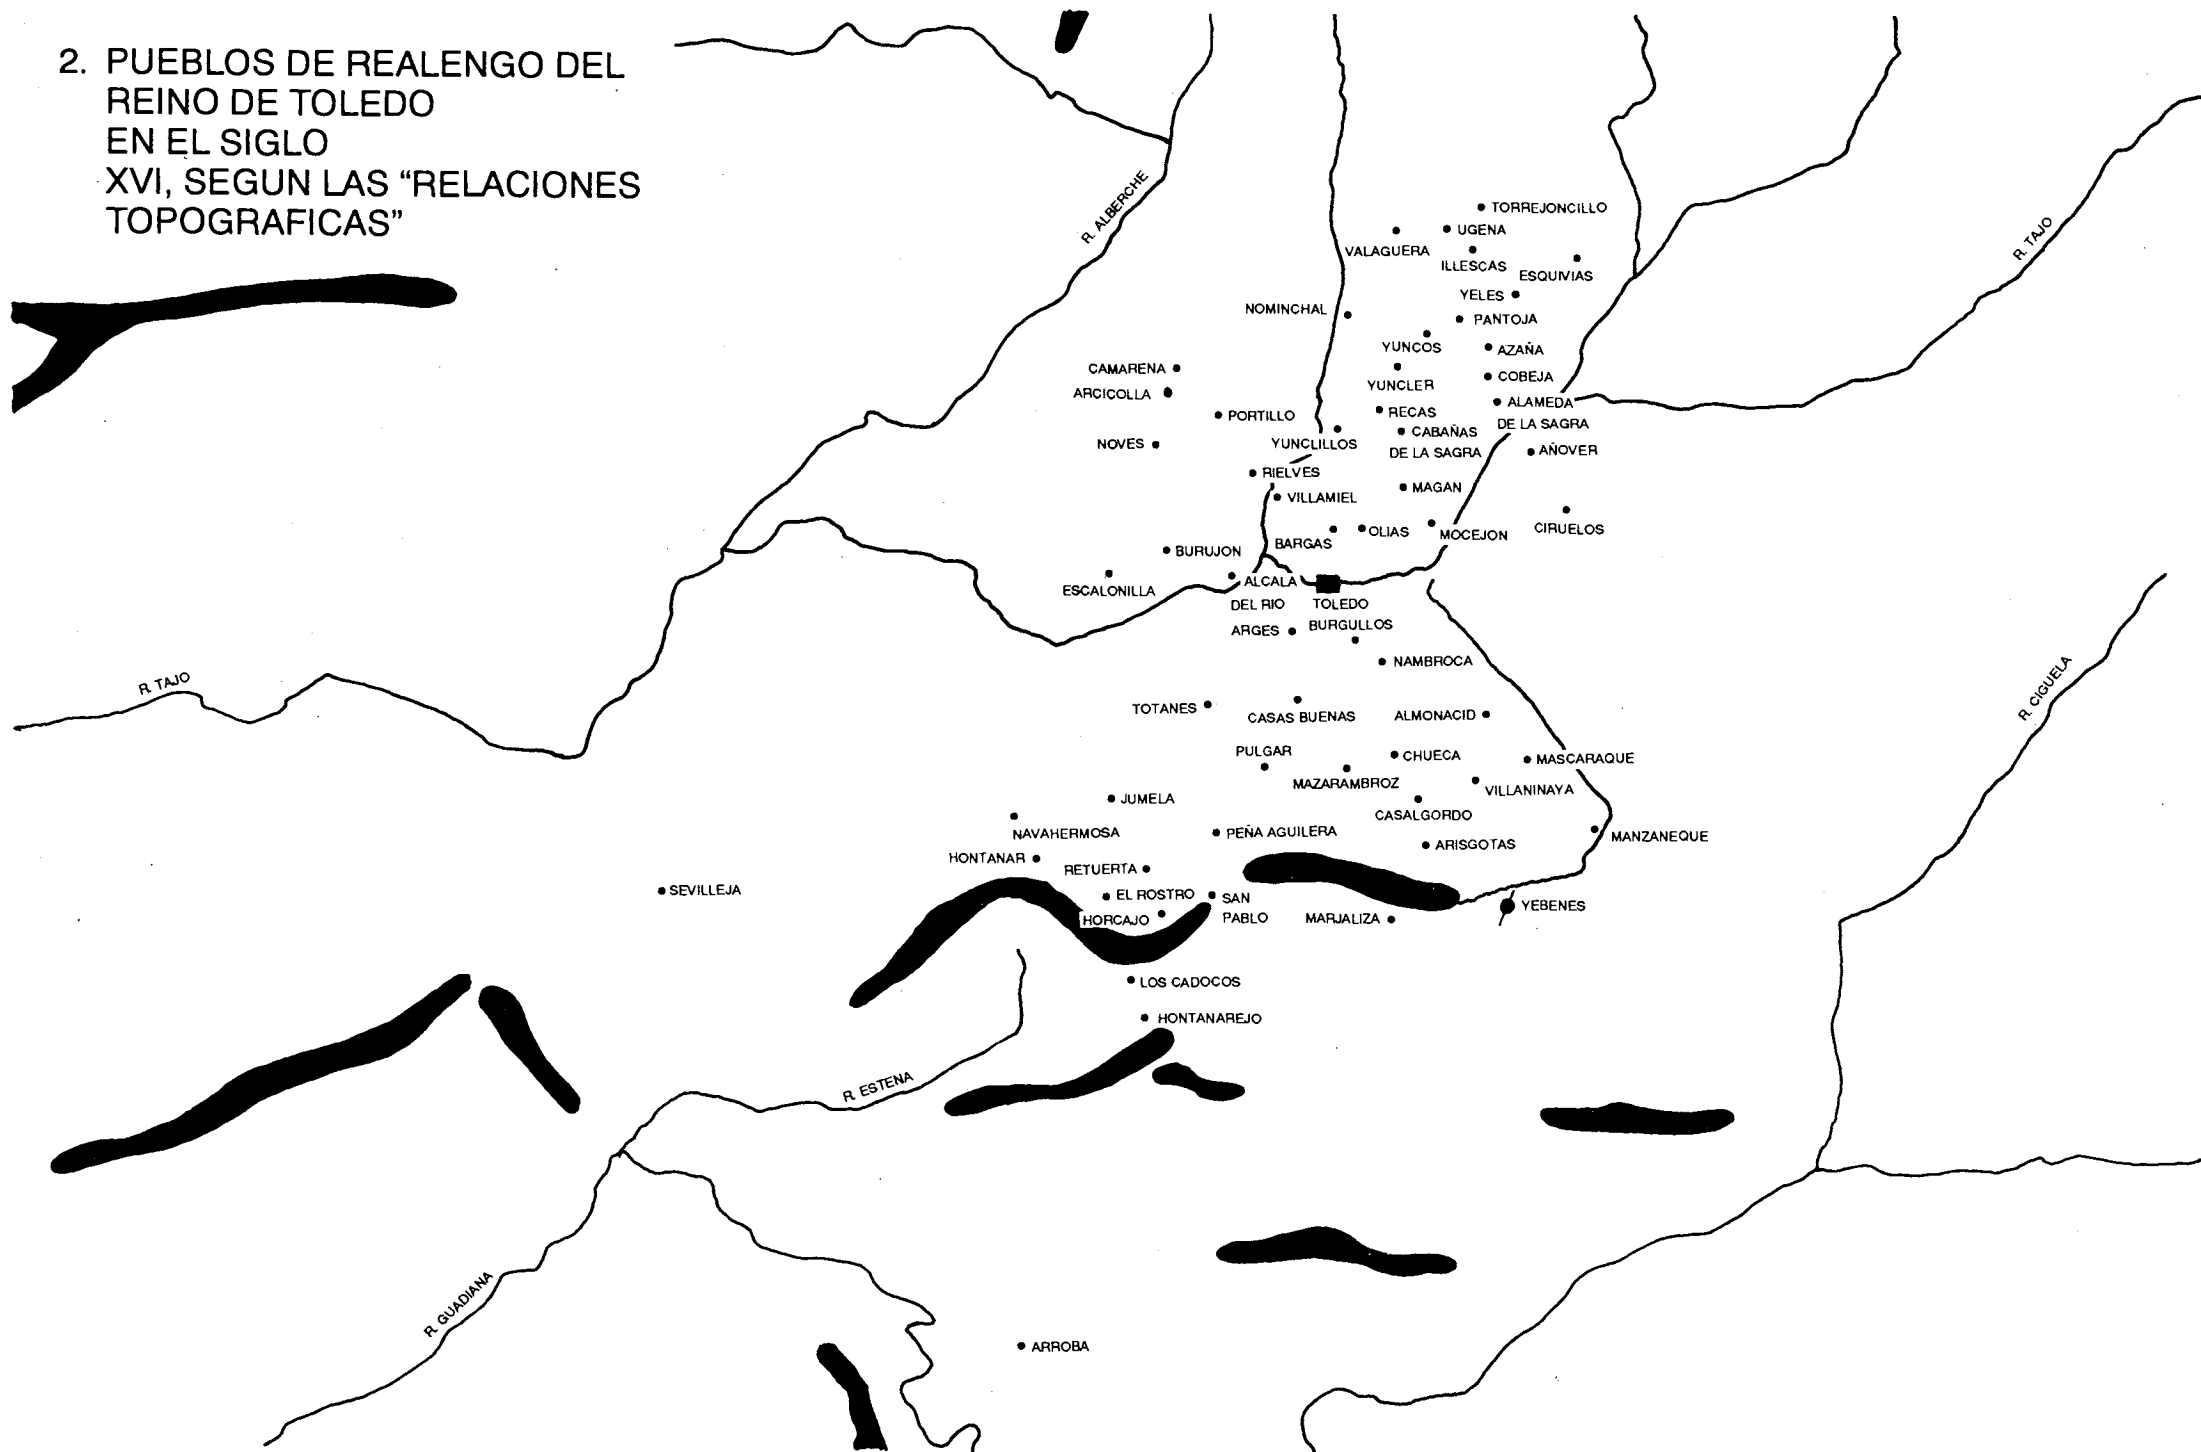 2. PUEBLOS DE REALENGO DEL
REINO DE TOLEDO
EN EL SIGLO
XVI, SEGUN LAS “RELACIONES
TOPOGRAFICAS”
R. ALBERCHE
R. TAJO
TORREJONCILLO
UGENA
VALAGUERA
ILLESCAS
ESQUIVIAS
YELES
NOMINCHAL
PANTOJA
YUNCOS
AZAÑA
CAMARENA
COBEJA
YUNCLER
ARCICOLLA
ALAMEDA
DE LA SAGRA
RECAS
PORTILLO
CABAÑAS
DE LA SAGRA
NOVES
YUNCLILLOS
AÑOVER
RIELVES
MAGAN
VILLAMIEL
CIRUELOS
OLIAS
MOCEJON
BARGAS
BURUJON
ALCALA
DEL RIO
ESCALONILLA
TOLEDO
ARGES
BURGULLOS
NAMBROCA
R. TAJO
R. CIGUELA
TOTANES
CASAS BUENAS
ALMONACID
PULGAR
CHUECA
MASCARAQUE
MAZARAMBROZ
VILLANINAYA
JUMELA
CASALGORDO
NAVAHERMOSA
PEÑA AGUILERA
MANZANEQUE
ARISGOTAS
HONTANAR
RETUERTA
SEVILLEJA
EL ROSTRO
SAN
PABLO
YEBENES
HORCAJO
MARJALIZA
LOS CADOCOS
HONTANAREJO
R. ESTENA
R. GUADIANA
ARROBA